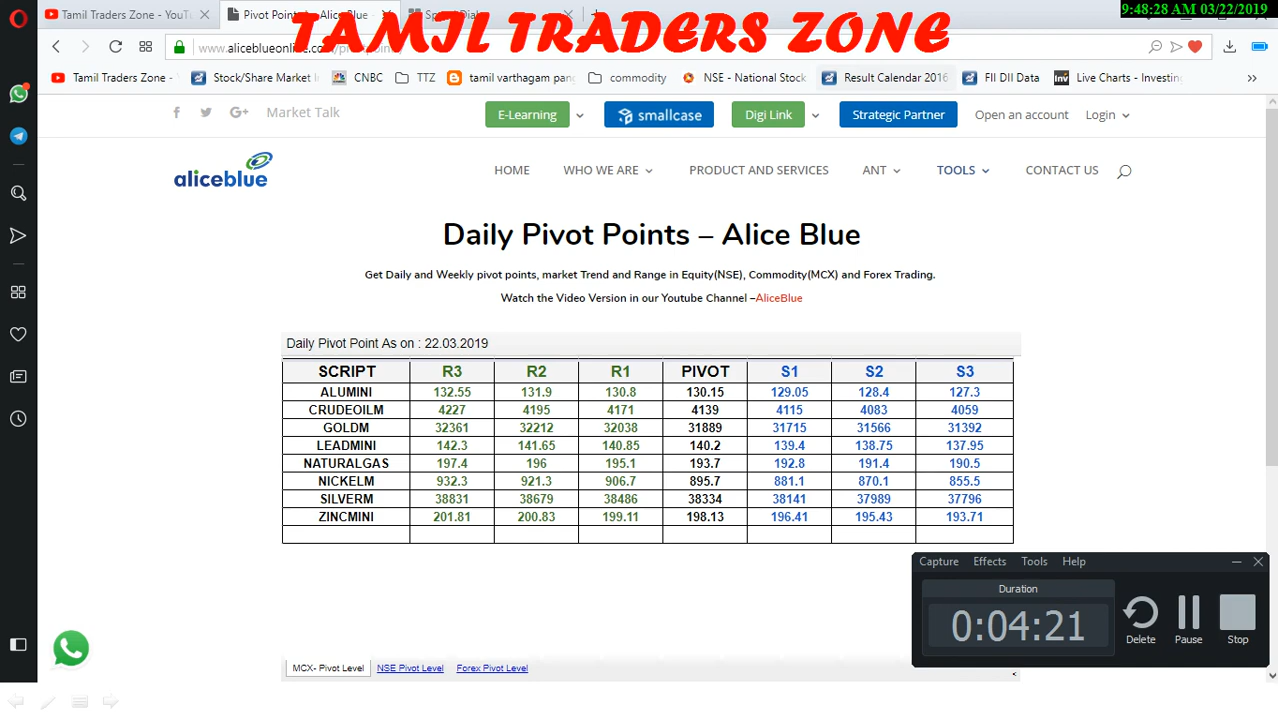 9:48:28 AM 03/22/2019
Tamil Traders Zone - YouT
Pivot Points – Alice Blue -
TAMIL TRADERS ZONE
Tamil Traders Zone -
Stock/Share Market
CNBC
TTZ
tamil varthagam pan
commodity
NSE - National Stock
Result Calendar 2016
FII DII Data
Live Charts - Investing
Market Talk
E-Learning
smallcase
Digi Link
Strategic Partner
Open an account
Login
aliceblue
HOME
WHO WE ARE
PRODUCT AND SERVICES
ANT
TOOLS
CONTACT US
Daily Pivot Points – Alice Blue
Get Daily and Weekly pivot points, market Trend and Range in Equity(NSE), Commodity(MCX) and Forex Trading.
Watch the Video Version in our Youtube Channel –AliceBlue
Daily Pivot Point As on : 22.03.2019
SCRIPT R3 R2 R1 PIVOT S1 S2 S3
ALUMINI 132.55 131.9 130.8 130.15 129.05 128.4 127.3
CRUDEOILM 4227 4195 4171 4139 4115 4083 4059
GOLDM 32361 32212 32038 31889 31715 31566 31392
LEADMINI 142.3 141.65 140.85 140.2 139.4 138.75 137.95
NATURALGAS 197.4 196 195.1 193.7 192.8 191.4 190.5
NICKELM 932.3 921.3 906.7 895.7 881.1 870.1 855.5
SILVERM 38831 38679 38486 38334 38141 37989 37796
ZINCMINI 201.81 200.83 199.11 198.13 196.41 195.43 193.71
Capture Effects Tools Help
Duration
0:04:21
Delete
Pause
Stop
MCX- Pivot Level
NSE Pivot Level
Forex Pivot Level